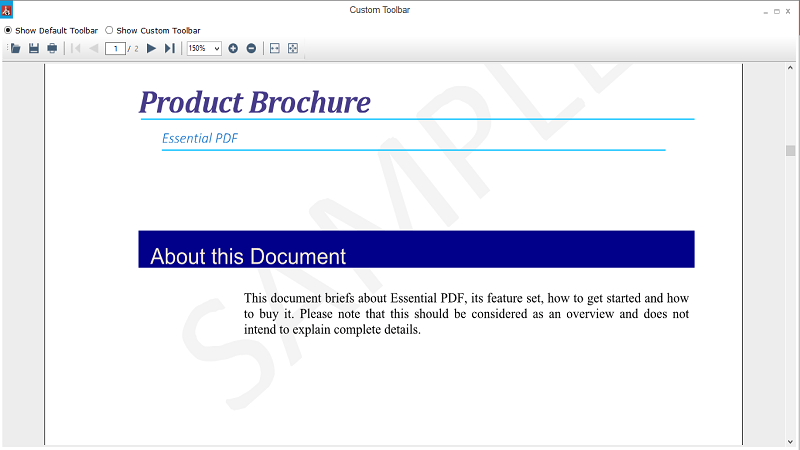 Custom Toolbar
Show Default Toolbar Show Custom Toolbar
1 / 2 150%
Product Brochure
Essential PDF
SAMPLE
About this Document
This document briefs about Essential PDF, its feature set, how to get started and how
to buy it. Please note that this should be considered as an overview and does not
intend to explain complete details.